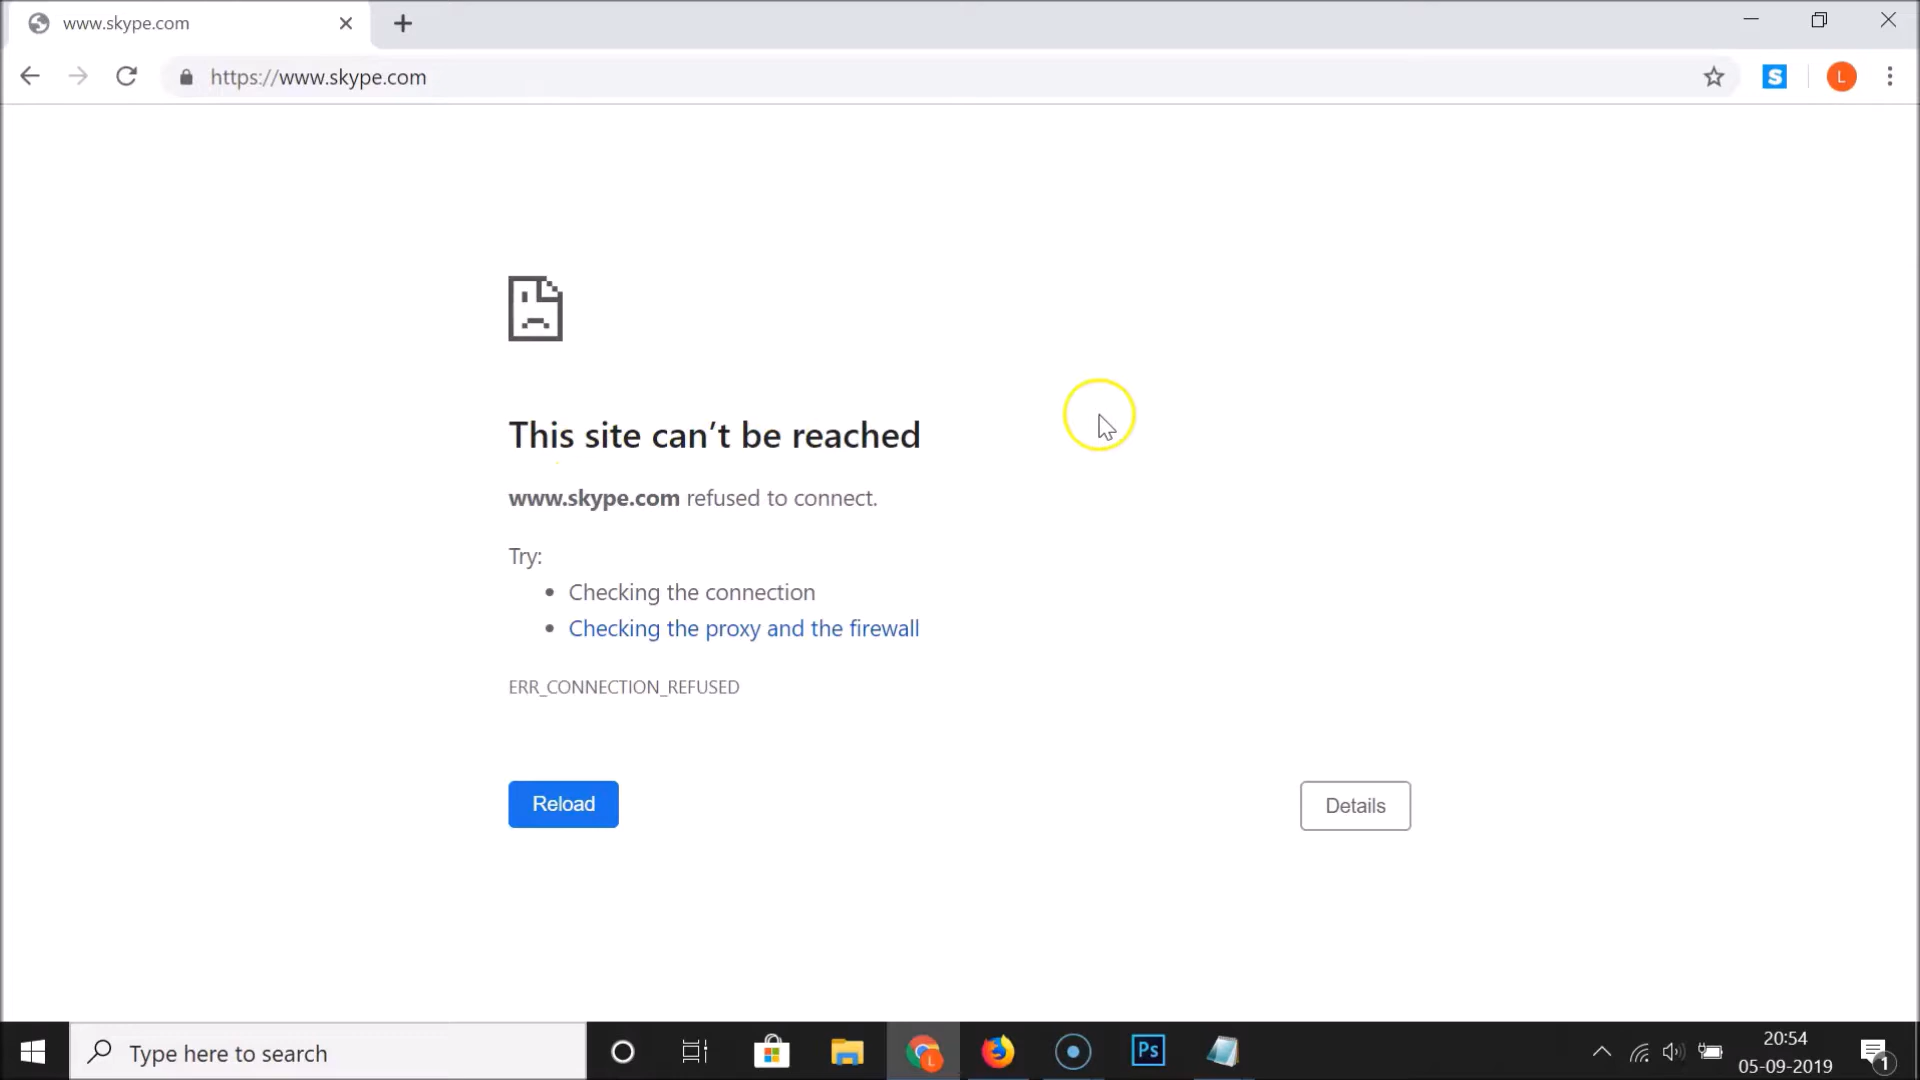 www.skype.com
https://www.skype.com
S
L
This site can’t be reached
www.skype.com refused to connect.
Try:
Checking the connection
Checking the proxy and the firewall
ERR_CONNECTION_REFUSED
Reload
Details
Type here to search
L
Ps
20:54
05-09-2019
1